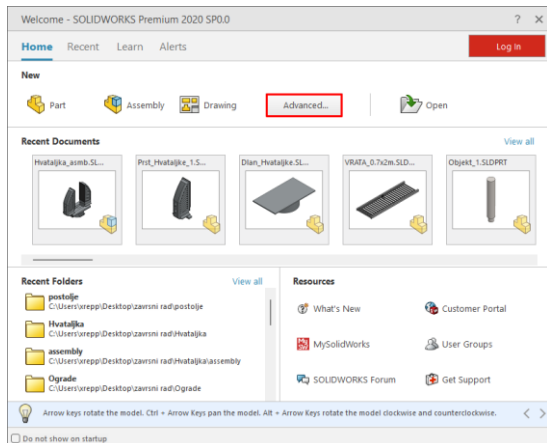 Welcome - SOLIDWORKS Premium 2020 SP0.0
? ×
Home Recent Learn Alerts
Log In
New
Part Assembly Drawing Advanced... Open
Recent Documents View all
Hvataljka_asmb.SL... Prst_Hvataljke_1.S... Dlan_Hvataljke.SL... VRATA_0.7x2m.SLD... Objekt_1.SLDPRT
Recent Folders View all
postolje
C:\Users\xrepp\Desktop\zavrsni rad\postolje
Hvataljka
C:\Users\xrepp\Desktop\zavrsni rad\Hvataljka
assembly
C:\Users\xrepp\Desktop\zavrsni rad\Hvataljka\assembly
Ograde
C:\Users\xrepp\Desktop\zavrsni rad\Ograde
Resources
What's New Customer Portal
MySolidWorks User Groups
SOLIDWORKS Forum Get Support
Arrow keys rotate the model. Ctrl + Arrow Keys pan the model. Alt + Arrow Keys rotate the model clockwise and counterclockwise.
Do not show on startup